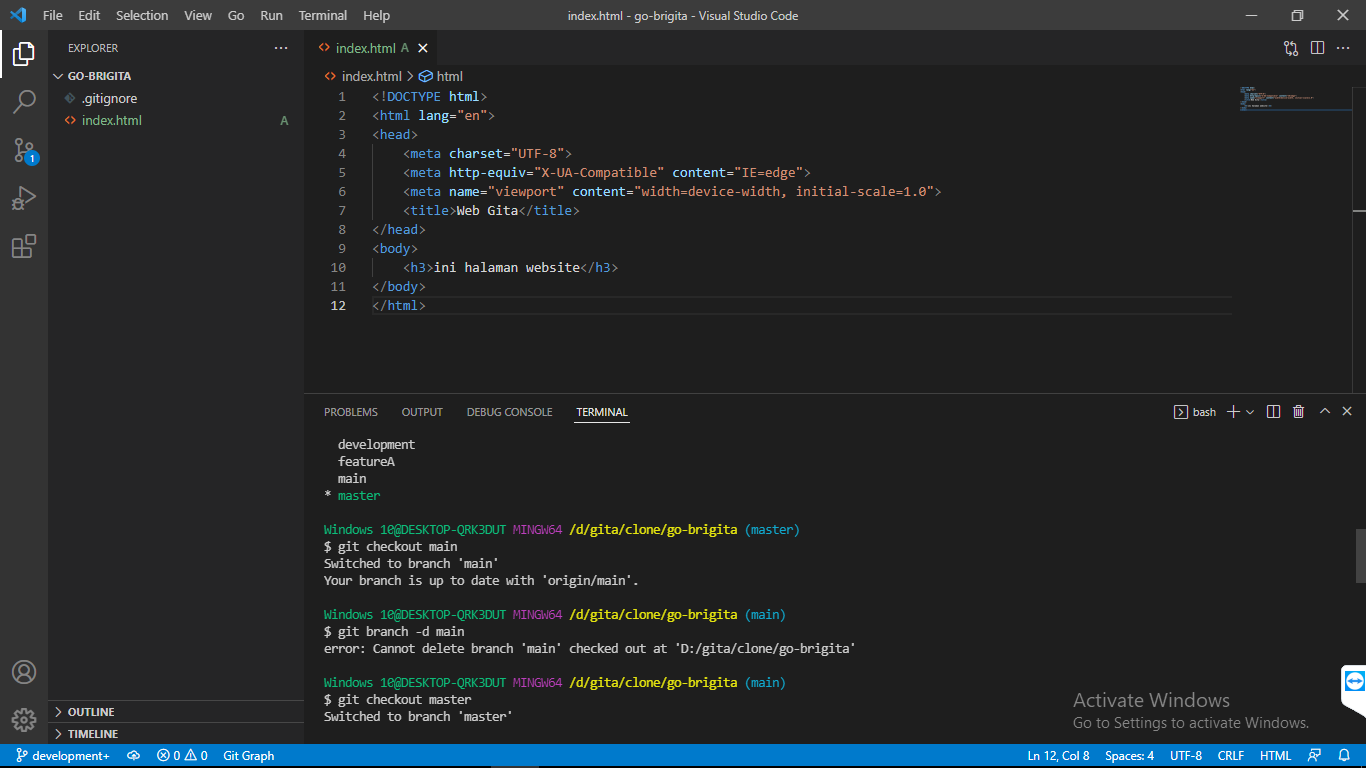 File Edit Selection View Go Run Terminal Help index.html - go-brigita - Visual Studio Code
EXPLORER
GO-BRIGITA
.gitignore
index.html A
1
OUTLINE
TIMELINE
index.html A
index.html > html
1 <!DOCTYPE html>
2 <html lang="en">
3 <head>
4 <meta charset="UTF-8">
5 <meta http-equiv="X-UA-Compatible" content="IE=edge">
6 <meta name="viewport" content="width=device-width, initial-scale=1.0">
7 <title>Web Gita</title>
8 </head>
9 <body>
10 <h3>ini halaman website</h3>
11 </body>
12 </html>
PROBLEMS OUTPUT DEBUG CONSOLE TERMINAL bash
development
featureA
main
* master
Windows 10@DESKTOP-QRK3DUT MINGW64 /d/gita/clone/go-brigita (master)
$ git checkout main
Switched to branch 'main'
Your branch is up to date with 'origin/main'.
Windows 10@DESKTOP-QRK3DUT MINGW64 /d/gita/clone/go-brigita (main)
$ git branch -d main
error: Cannot delete branch 'main' checked out at 'D:/gita/clone/go-brigita'
Windows 10@DESKTOP-QRK3DUT MINGW64 /d/gita/clone/go-brigita (main)
$ git checkout master
Switched to branch 'master'
Activate Windows
Go to Settings to activate Windows.
development+ 0 0 Git Graph Ln 12, Col 8 Spaces: 4 UTF-8 CRLF HTML